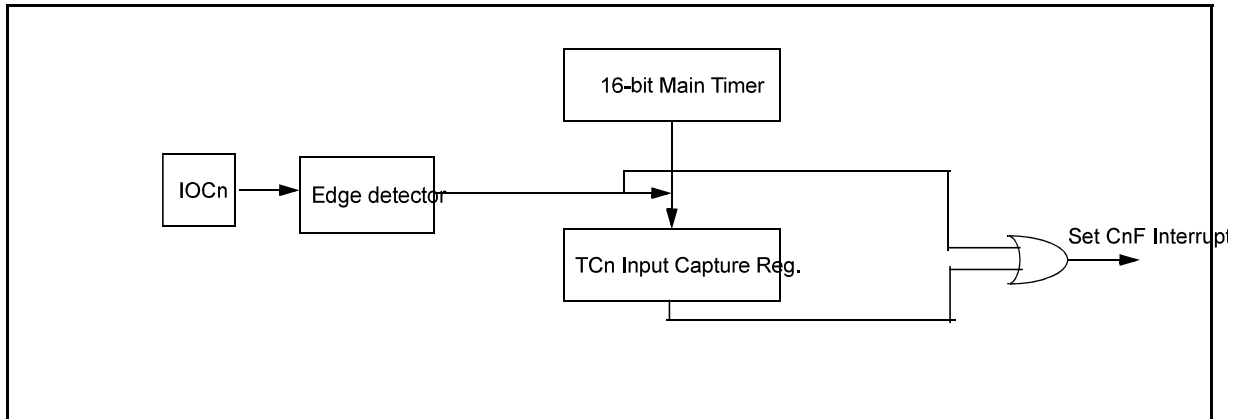 16-bit Main Timer
IOCn
Edge detector
TCn Input Capture Reg.
Set CnF Interrupt